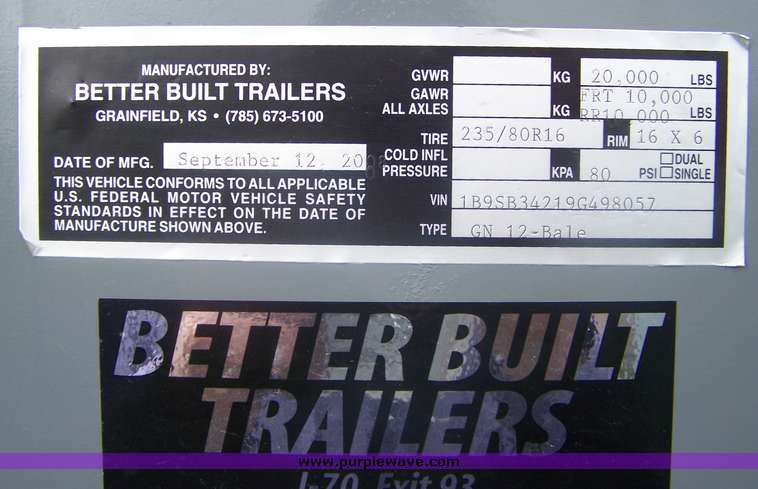 MANUFACTURED BY:
BETTER BUILT TRAILERS
GRAINFIELD, KS • (785) 673-5100
DATE OF MFG. September 12, 20
THIS VEHICLE CONFORMS TO ALL APPLICABLE
U.S. FEDERAL MOTOR VEHICLE SAFETY
STANDARDS IN EFFECT ON THE DATE OF
MANUFACTURE SHOWN ABOVE.
GVWR KG 20,000 LBS
GAWR FRT 10,000
ALL AXLES KG RR10,000 LBS
TIRE 235/80R16 RIM 16 X 6
COLD INFL DUAL
PRESSURE KPA 80 PSI SINGLE
VIN 1B9SB34219G498057
TYPE GN 12-Bale
BETTER BUILT
TRAILERS
I-70 Exit 93
www.purplewave.com